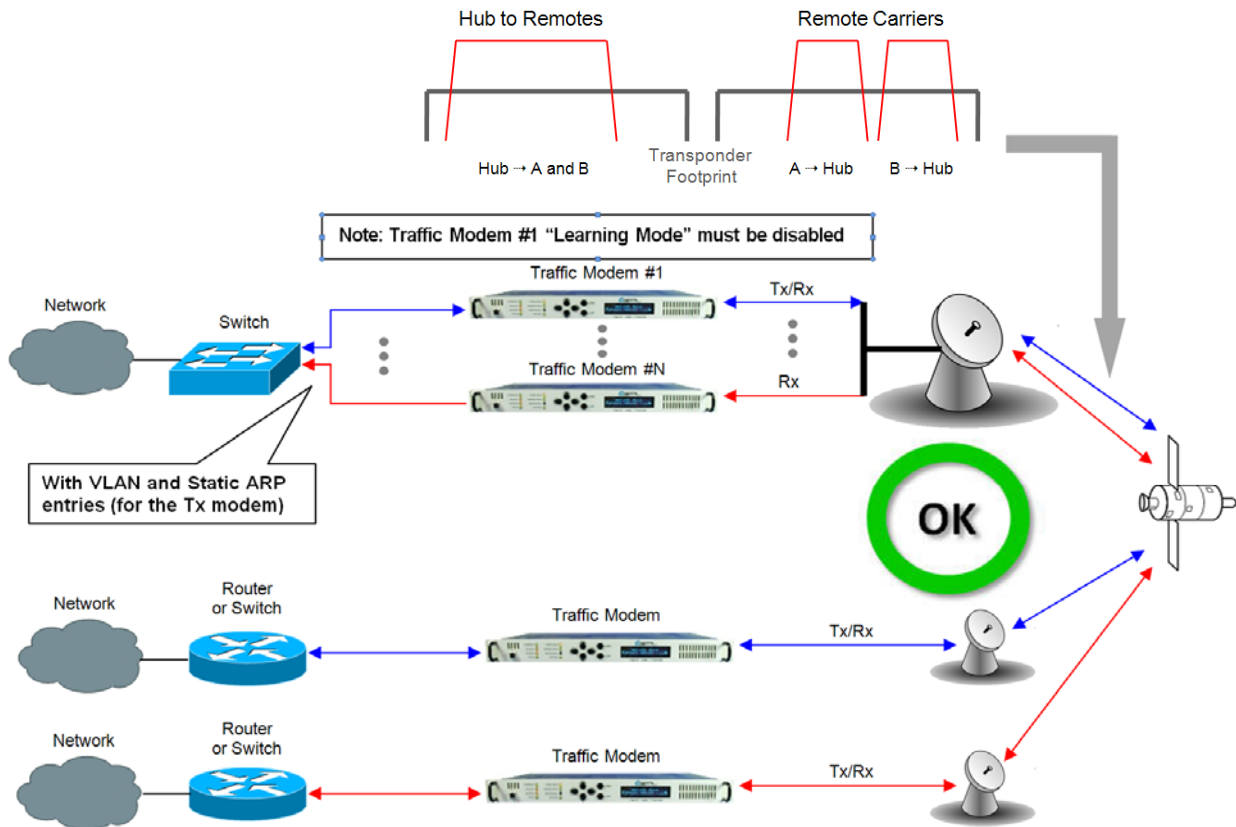 Hub to Remotes
Remote Carriers
Hub → A and B
Transponder
Footprint
A → Hub
B → Hub
Note: Traffic Modem #1 “Learning Mode” must be disabled
Traffic Modem #1
Network
Switch
Tx/Rx
Traffic Modem #N
Rx
With VLAN and Static ARP
entries (for the Tx modem)
OK
Network
Router
or Switch
Traffic Modem
Tx/Rx
Network
Router
or Switch
Traffic Modem
Tx/Rx